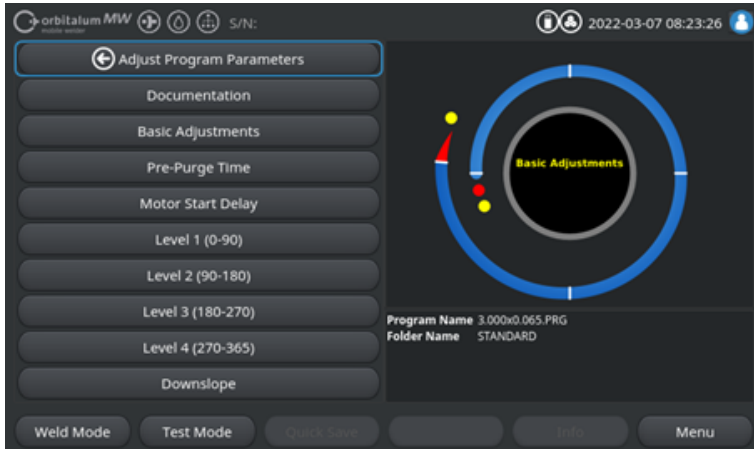 orbitalum MW
mobile welder
S/N:
2022-03-07 08:23:26
Adjust Program Parameters
Documentation
Basic Adjustments
Pre-Purge Time
Motor Start Delay
Level 1 (0-90)
Level 2 (90-180)
Level 3 (180-270)
Level 4 (270-365)
Downslope
Basic Adjustments
Program Name 3.000x0.065.PRG
Folder Name STANDARD
Weld Mode
Test Mode
Quick Save
Info
Menu